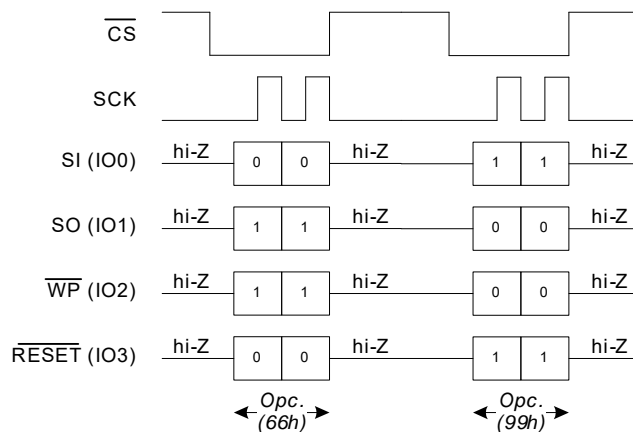 CS
SCK
hi-Z 0 0 hi-Z 1 1 hi-Z
SI (IO0)
hi-Z 1 1 hi-Z 0 0 hi-Z
SO (IO1)
hi-Z 1 1 hi-Z 0 0 hi-Z
WP (IO2)
hi-Z 0 0 hi-Z 1 1 hi-Z
RESET (IO3)
Opc. Opc.
(66h) (99h)